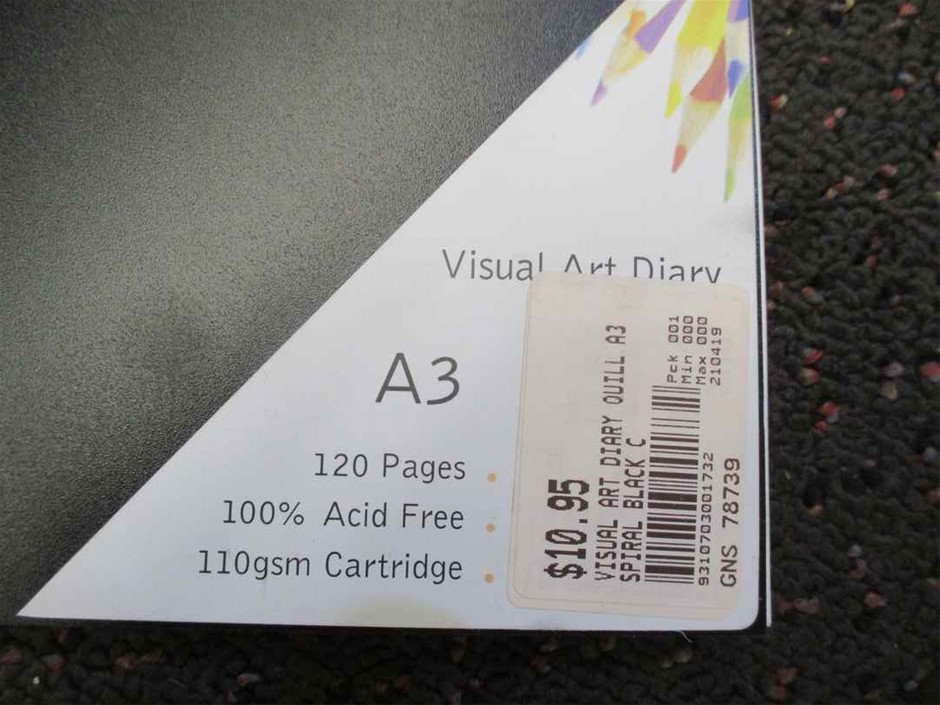 Visual Art Diary
A3
120 Pages
100% Acid Free
110gsm Cartridge
$10.95
VISUAL ART DIARY QUILL A3
SPIRAL BLACK C
Pck 001
Min 000
Max 000
210419
9310703001732
GNS 78739